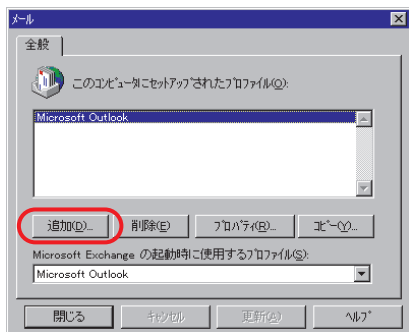 メール
全般
このコンピュータにセットアップされたプロファイル(O):
Microsoft Outlook
追加(D)...
削除(E)
プロパティ(R)...
コピー(Y)...
Microsoft Exchange の起動時に使用するプロファイル(S):
Microsoft Outlook
閉じる
キャンセル
更新(A)
ヘルプ